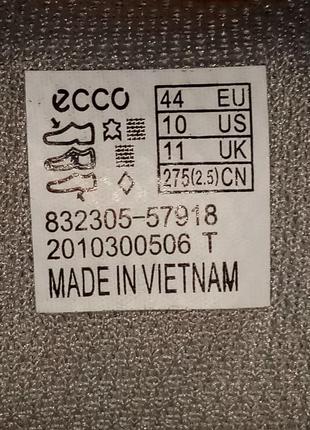 ecco
44 EU
10 US
11 UK
275(2.5) CN
832305-57918
2010300506 T
MADE IN VIETNAM